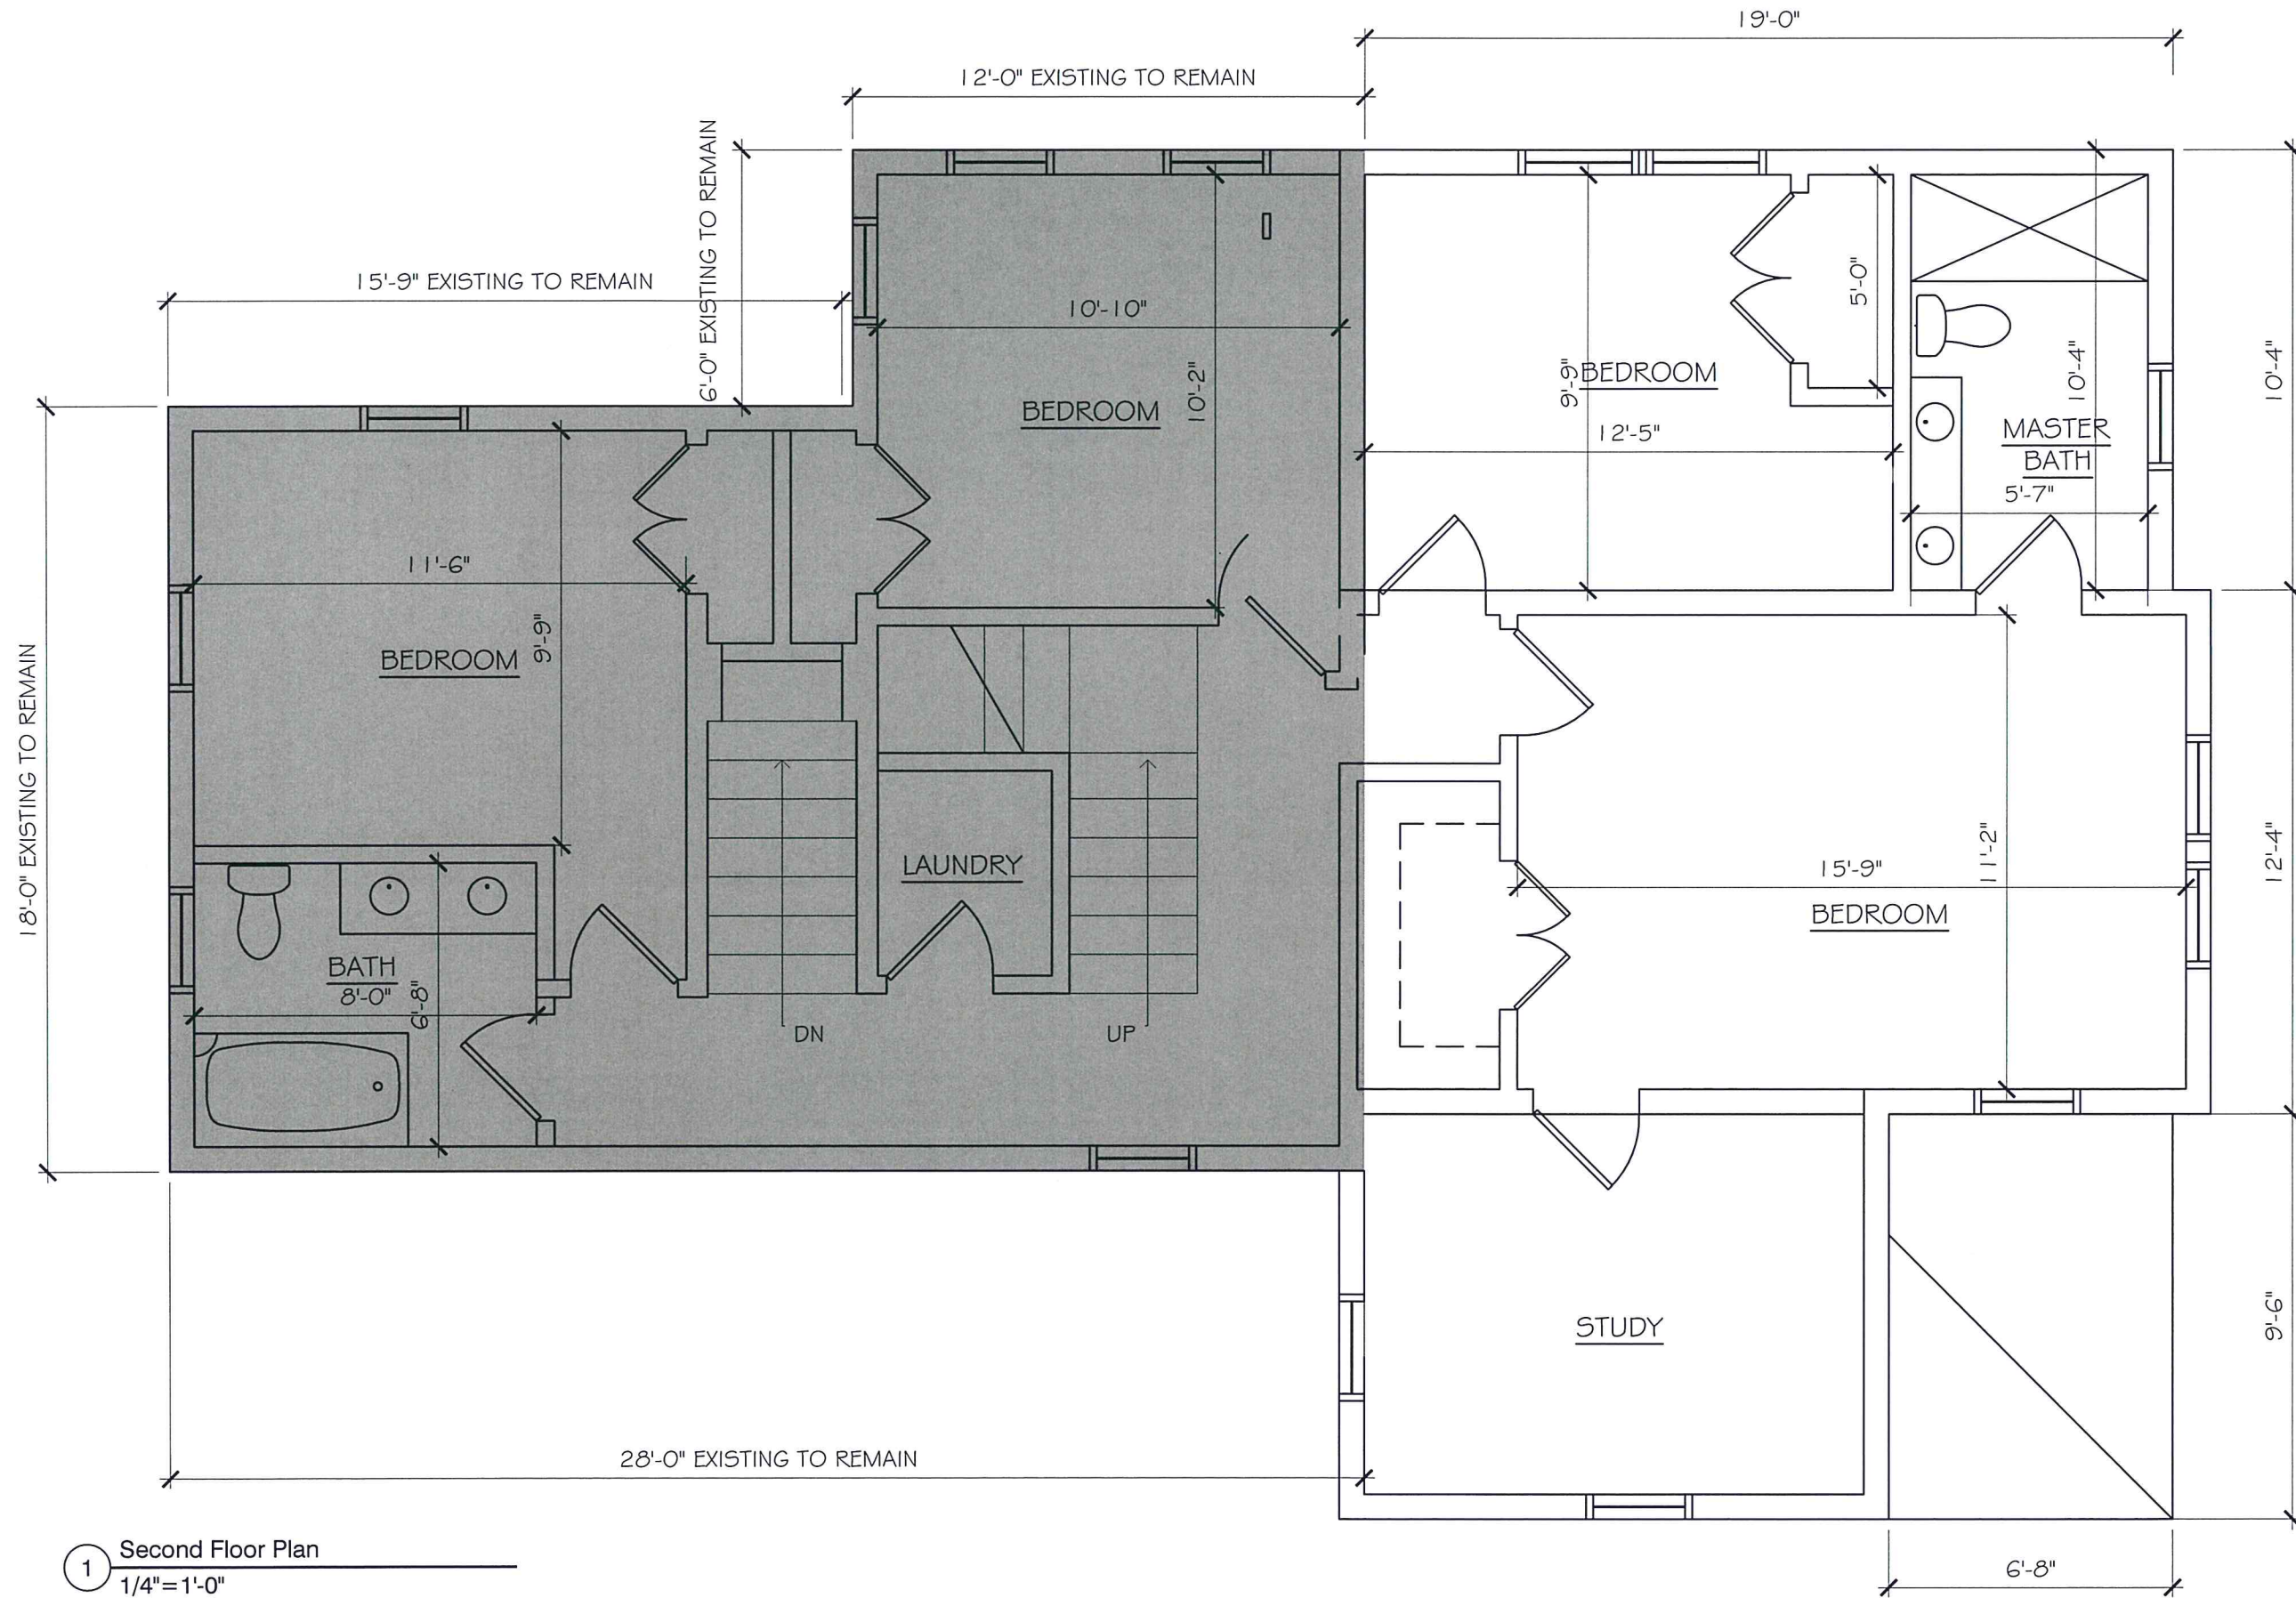 19'-0"
12'-0" EXISTING TO REMAIN
6'-0" EXISTING TO REMAIN
15'-9" EXISTING TO REMAIN
10'-10"
10'-2"
BEDROOM
9'-9"
BEDROOM
12'-5"
5'-0"
10'-4"
MASTER
BATH
5'-7"
10'-4"
11'-6"
9'-9"
BEDROOM
18'-0" EXISTING TO REMAIN
LAUNDRY
BATH
8'-0"
6'-8"
DN
UP
15'-9"
11'-2"
BEDROOM
12'-4"
STUDY
9'-6"
28'-0" EXISTING TO REMAIN
6'-8"
1
Second Floor Plan
1/4"=1'-0"